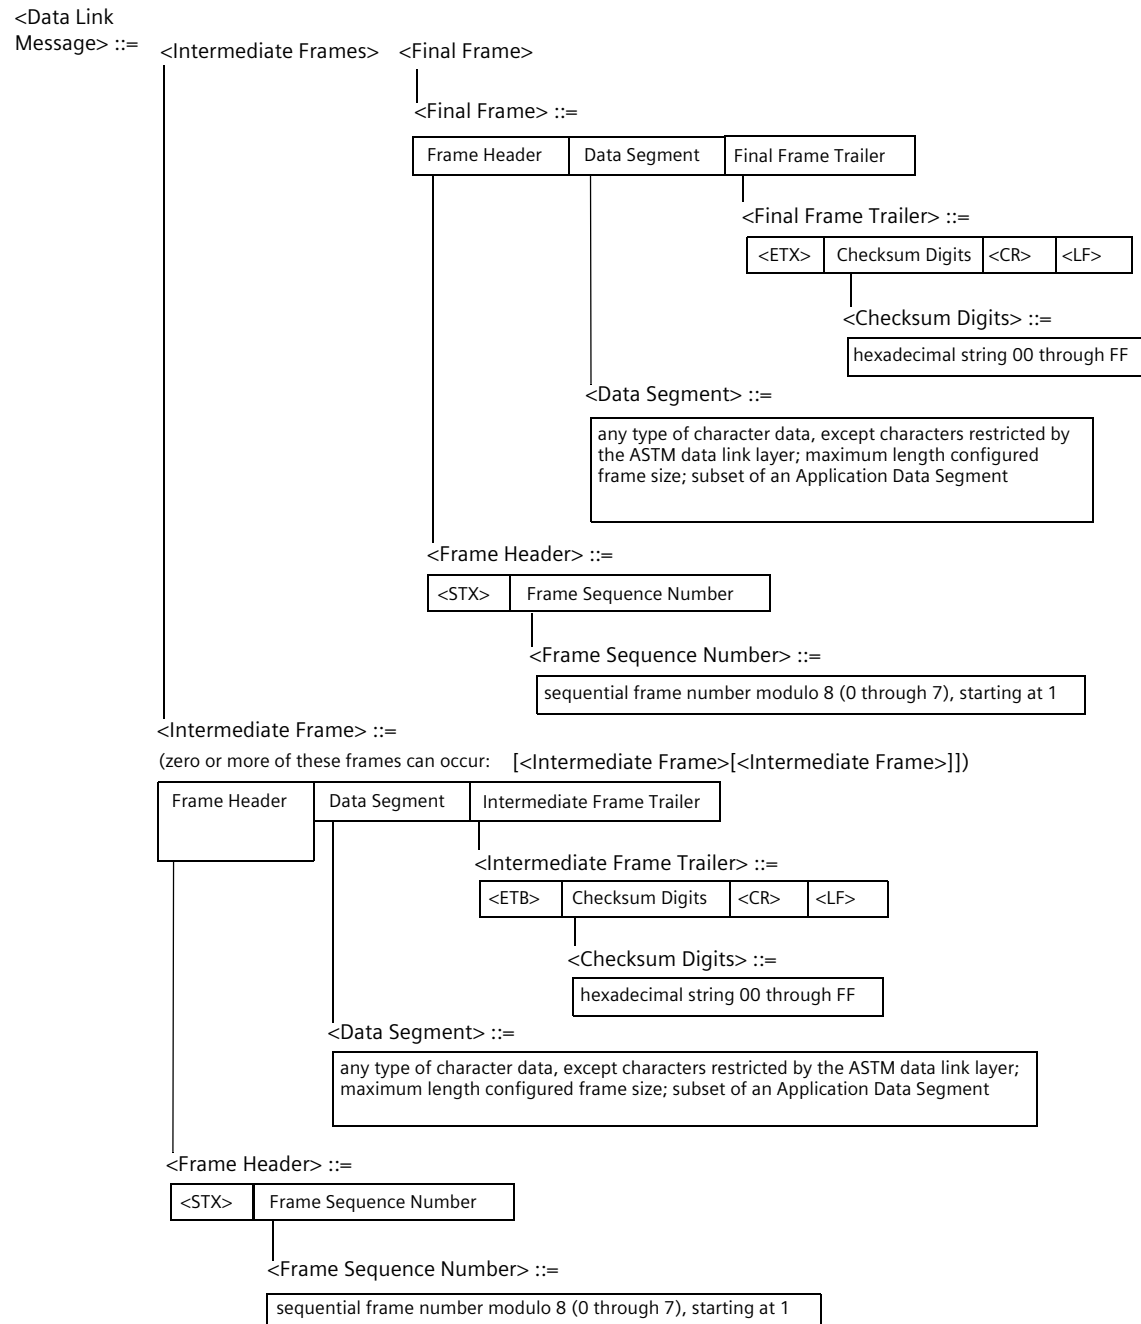 <Data Link
Message> ::=
<Intermediate Frames> <Final Frame>
<Final Frame> ::=
Frame Header Data Segment Final Frame Trailer
<Final Frame Trailer> ::=
<ETX> Checksum Digits <CR> <LF>
<Checksum Digits> ::=
hexadecimal string 00 through FF
<Data Segment> ::=
any type of character data, except characters restricted by
the ASTM data link layer; maximum length configured
frame size; subset of an Application Data Segment
<Frame Header> ::=
<STX> Frame Sequence Number
<Frame Sequence Number> ::=
sequential frame number modulo 8 (0 through 7), starting at 1
<Intermediate Frame> ::=
(zero or more of these frames can occur: [<Intermediate Frame>[<Intermediate Frame>]])
Frame Header Data Segment Intermediate Frame Trailer
<Intermediate Frame Trailer> ::=
<ETB> Checksum Digits <CR> <LF>
<Checksum Digits> ::=
hexadecimal string 00 through FF
<Data Segment> ::=
any type of character data, except characters restricted by the ASTM data link layer;
maximum length configured frame size; subset of an Application Data Segment
<Frame Header> ::=
<STX> Frame Sequence Number
<Frame Sequence Number> ::=
sequential frame number modulo 8 (0 through 7), starting at 1